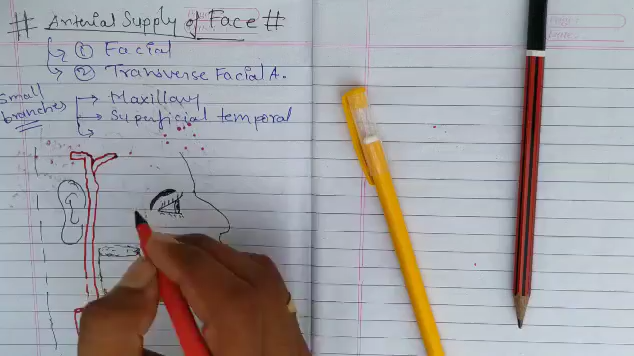 # Arterial Supply of Face #
① Facial
② Transverse Facial A.
Small branches → Maxillary
→ Superficial temporal